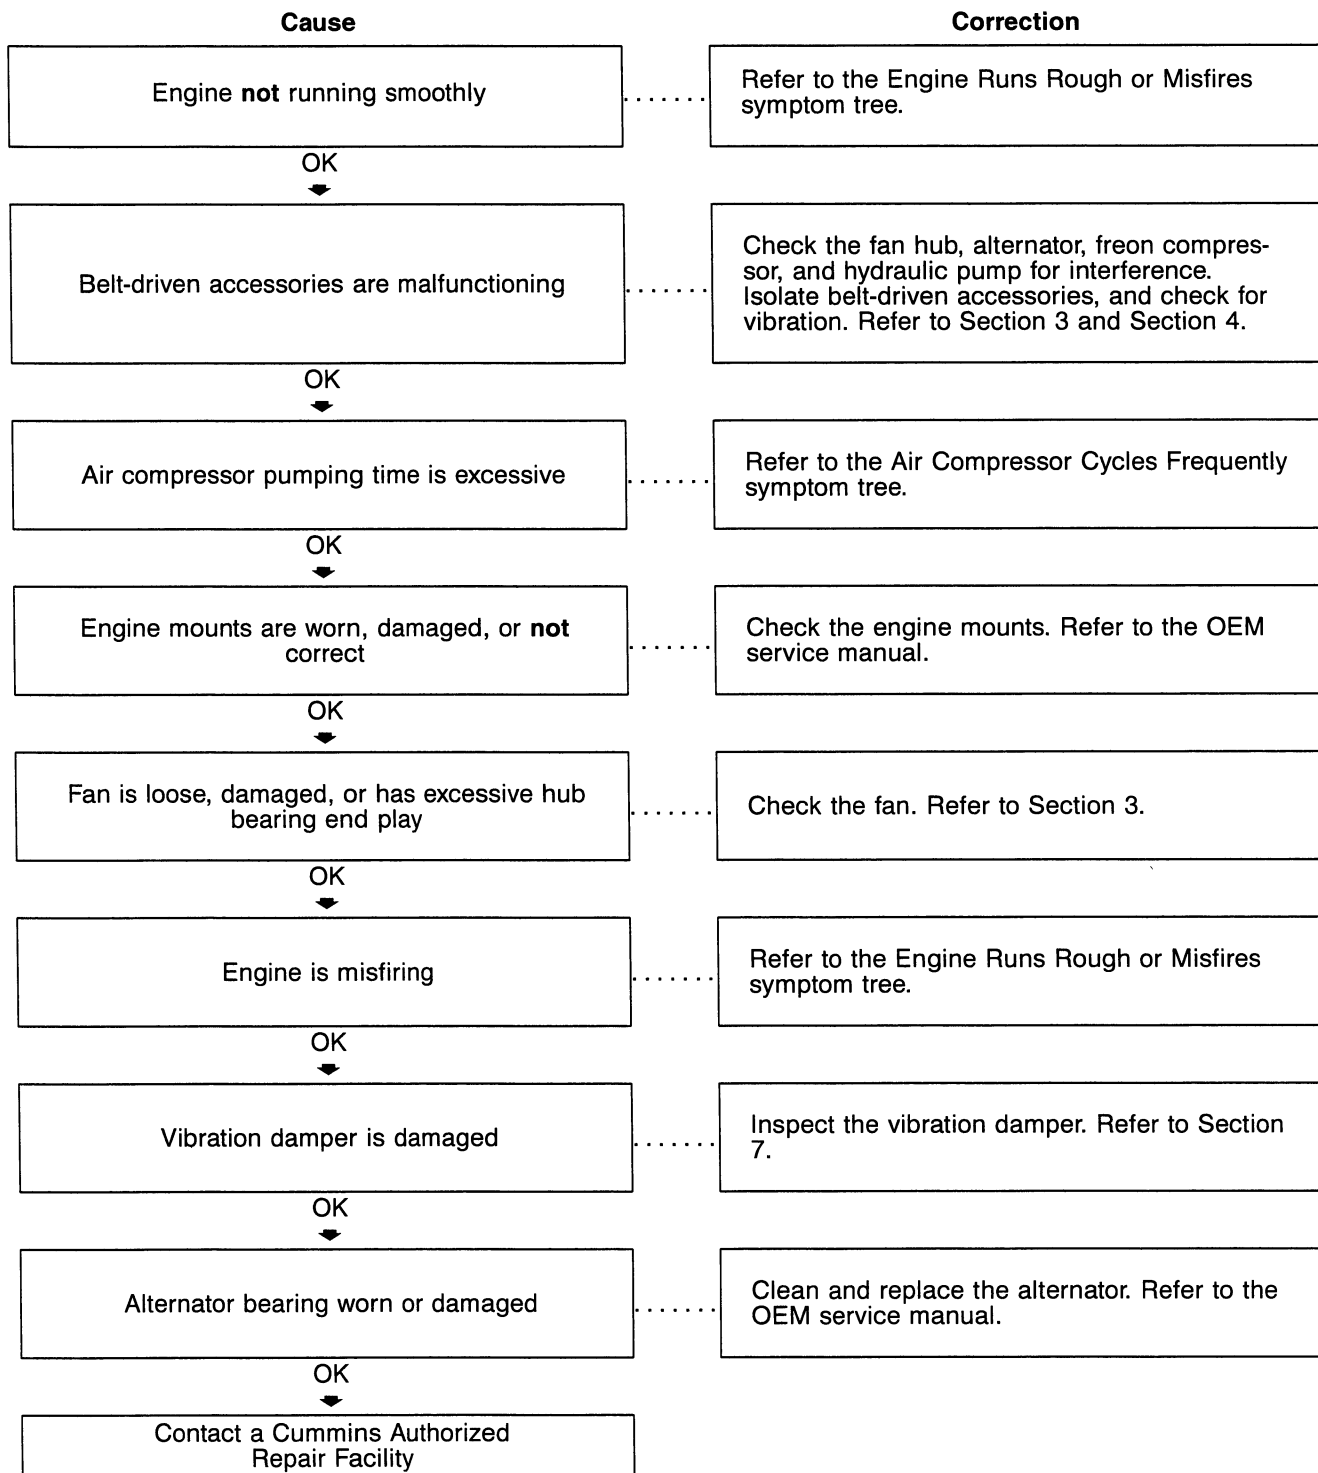 Cause
Correction
Engine not running smoothly
Refer to the Engine Runs Rough or Misfires
symptom tree.
OK
Belt-driven accessories are malfunctioning
Check the fan hub, alternator, freon compres-
sor, and hydraulic pump for interference.
Isolate belt-driven accessories, and check for
vibration. Refer to Section 3 and Section 4.
OK
Air compressor pumping time is excessive
Refer to the Air Compressor Cycles Frequently
symptom tree.
OK
Engine mounts are worn, damaged, or not
correct
Check the engine mounts. Refer to the OEM
service manual.
OK
Fan is loose, damaged, or has excessive hub
bearing end play
Check the fan. Refer to Section 3.
OK
Engine is misfiring
Refer to the Engine Runs Rough or Misfires
symptom tree.
OK
Vibration damper is damaged
Inspect the vibration damper. Refer to Section
7.
OK
Alternator bearing worn or damaged
Clean and replace the alternator. Refer to the
OEM service manual.
OK
Contact a Cummins Authorized
Repair Facility